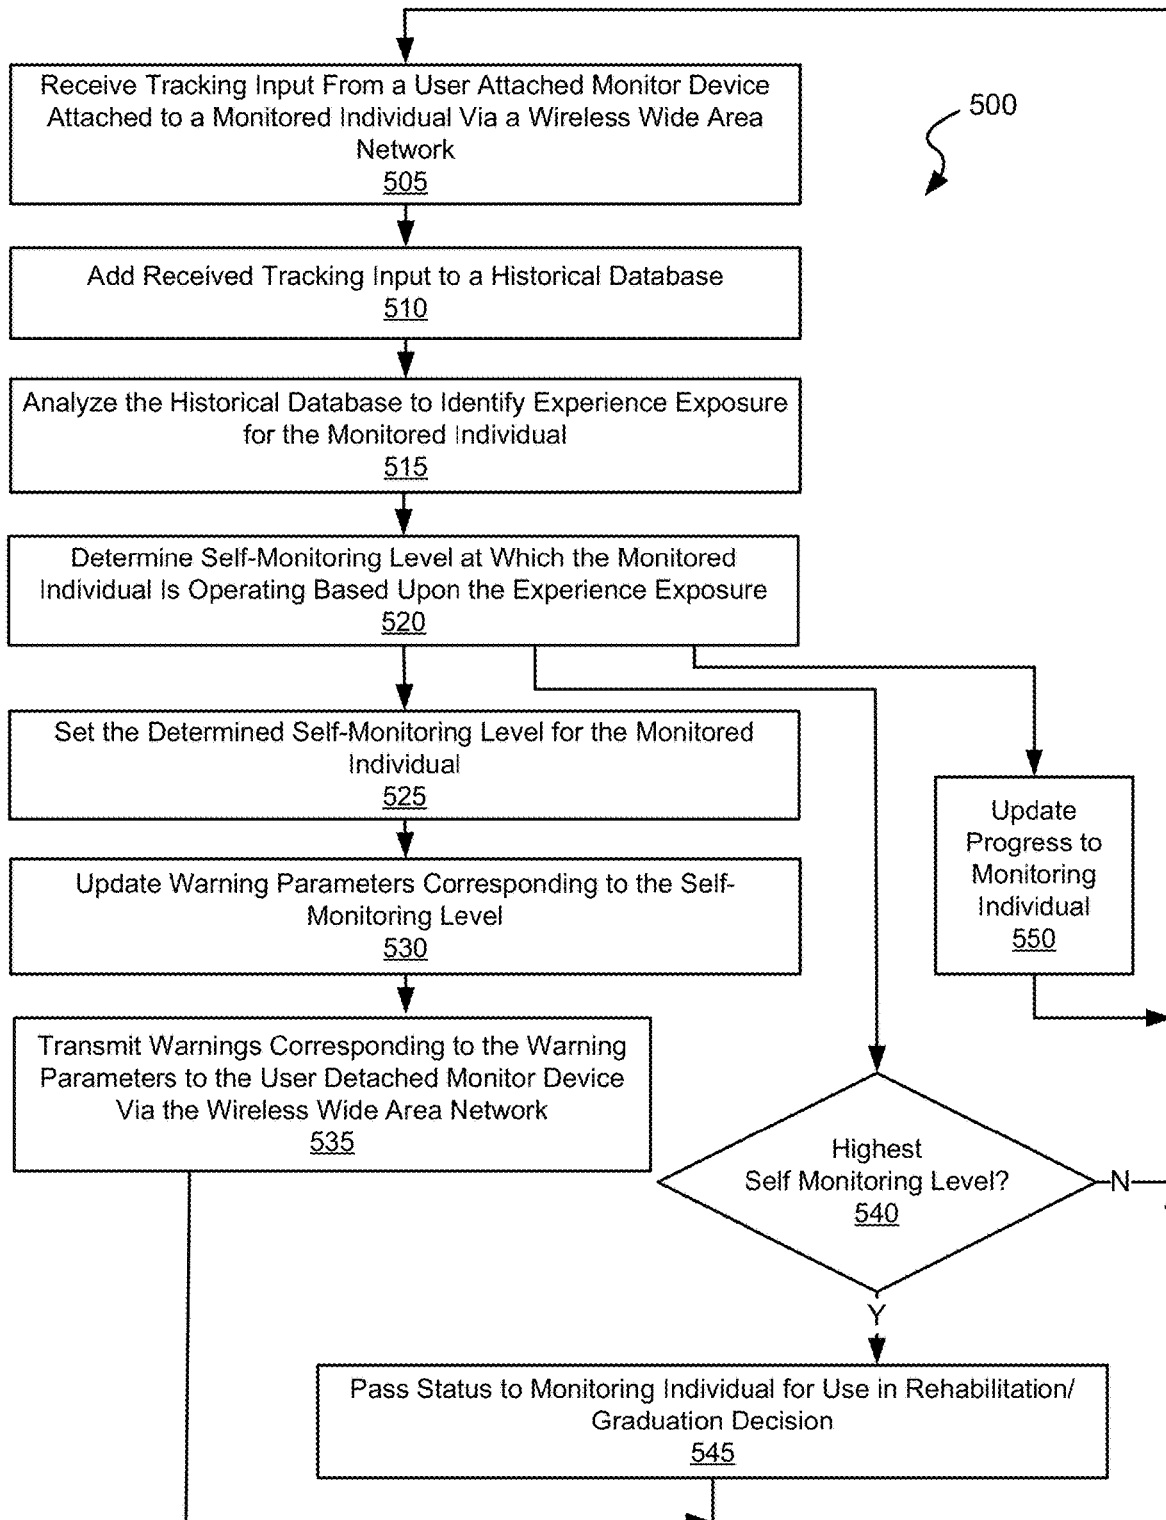 Receive Tracking Input From a User Attached Monitor Device
Attached to a Monitored Individual Via a Wireless Wide Area
Network
505
500
Add Received Tracking Input to a Historical Database
510
Analyze the Historical Database to Identify Experience Exposure
for the Monitored Individual
515
Determine Self-Monitoring Level at Which the Monitored
Individual Is Operating Based Upon the Experience Exposure
520
Set the Determined Self-Monitoring Level for the Monitored
Individual
525
Update Warning Parameters Corresponding to the Self-
Monitoring Level
530
Update
Progress to
Monitoring
Individual
550
Transmit Warnings Corresponding to the Warning
Parameters to the User Detached Monitor Device
Via the Wireless Wide Area Network
535
Highest
Self Monitoring Level?
540
N
Y
Pass Status to Monitoring Individual for Use in Rehabilitation/
Graduation Decision
545